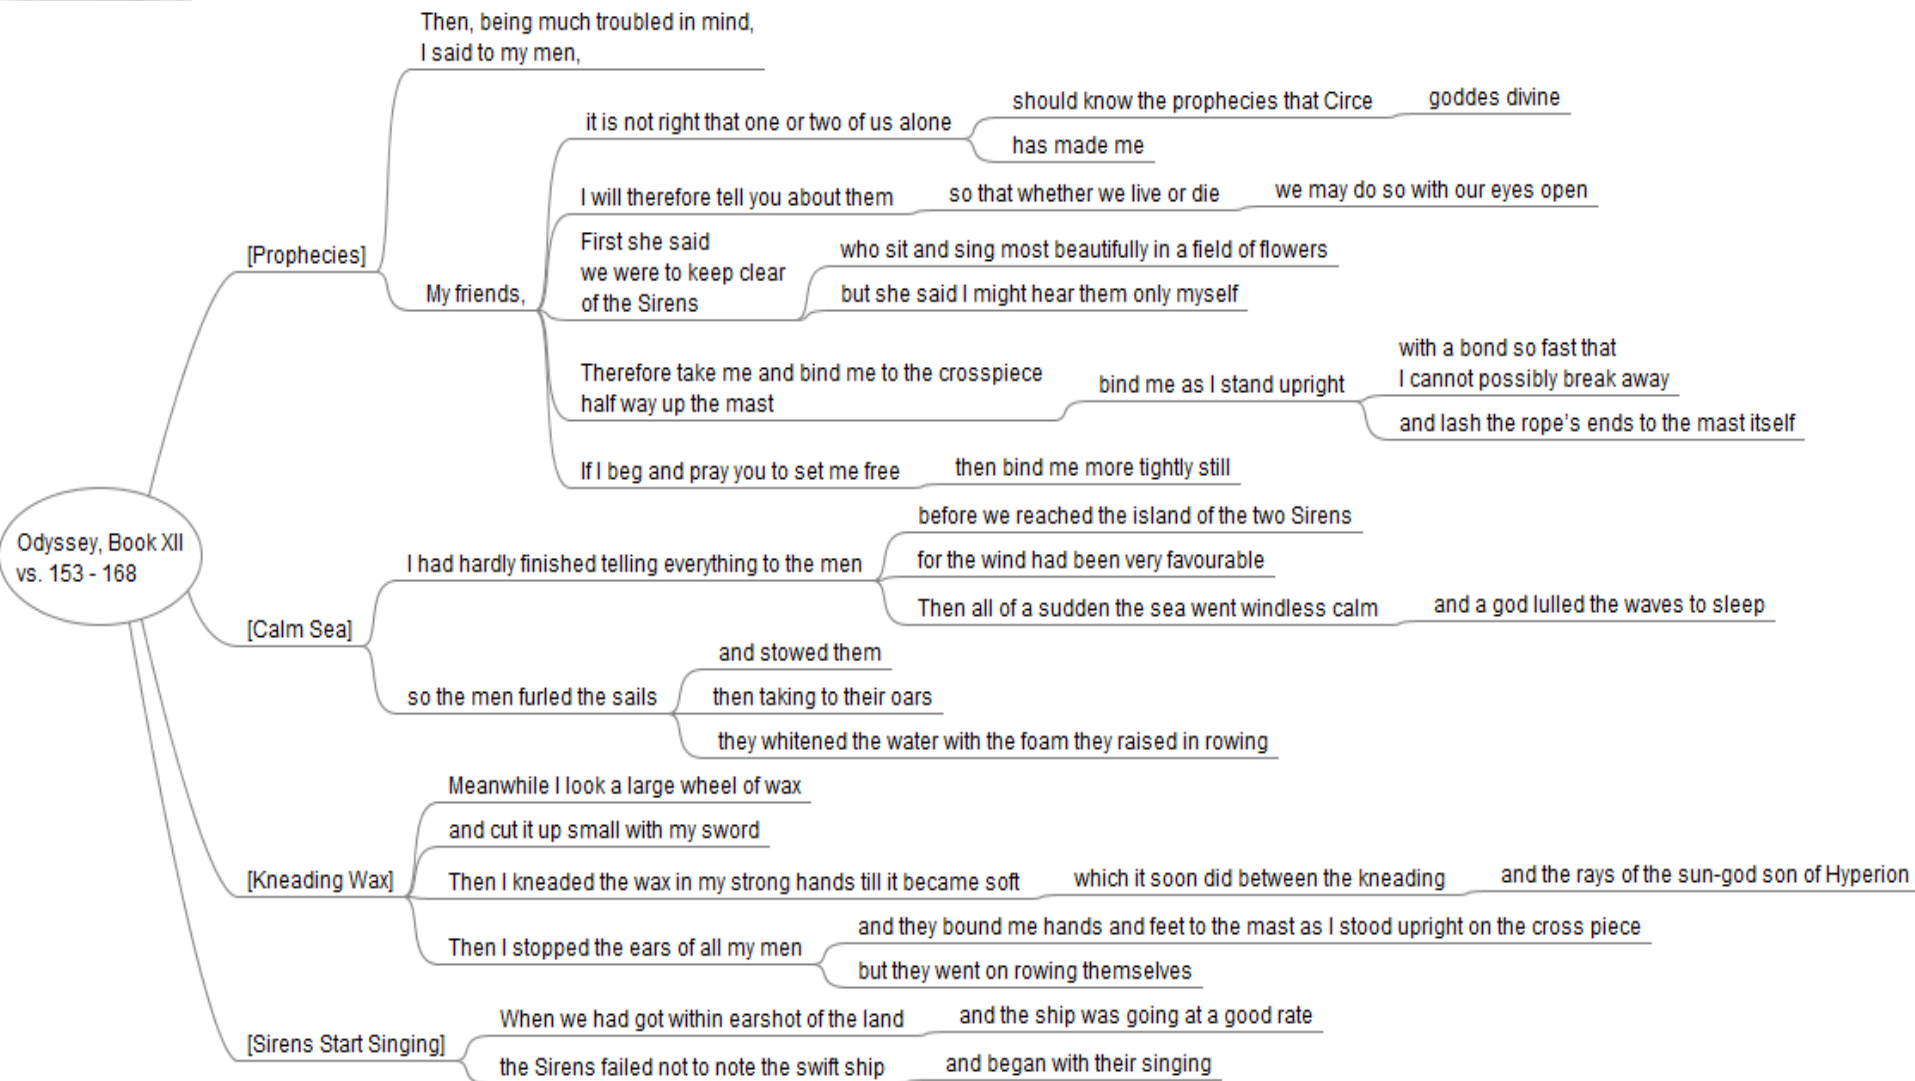 Then, being much troubled in mind,
I said to my men,
it is not right that one or two of us alone
should know the prophecies that Circe
goddes divine
has made me
I will therefore tell you about them
so that whether we live or die
we may do so with our eyes open
[Prophecies]
My friends,
First she said
we were to keep clear
of the Sirens
who sit and sing most beautifully in a field of flowers
but she said I might hear them only myself
Therefore take me and bind me to the crosspiece
half way up the mast
bind me as I stand upright
with a bond so fast that
I cannot possibly break away
and lash the rope's ends to the mast itself
If I beg and pray you to set me free
then bind me more tightly still
Odyssey, Book XII
vs. 153 - 168
[Calm Sea]
I had hardly finished telling everything to the men
before we reached the island of the two Sirens
for the wind had been very favourable
Then all of a sudden the sea went windless calm
and a god lulled the waves to sleep
so the men furled the sails
and stowed them
then taking to their oars
they whitened the water with the foam they raised in rowing
[Kneading Wax]
Meanwhile I look a large wheel of wax
and cut it up small with my sword
Then I kneaded the wax in my strong hands till it became soft
which it soon did between the kneading
and the rays of the sun-god son of Hyperion
Then I stopped the ears of all my men
and they bound me hands and feet to the mast as I stood upright on the cross piece
but they went on rowing themselves
[Sirens Start Singing]
When we had got within earshot of the land
and the ship was going at a good rate
the Sirens failed not to note the swift ship
and began with their singing